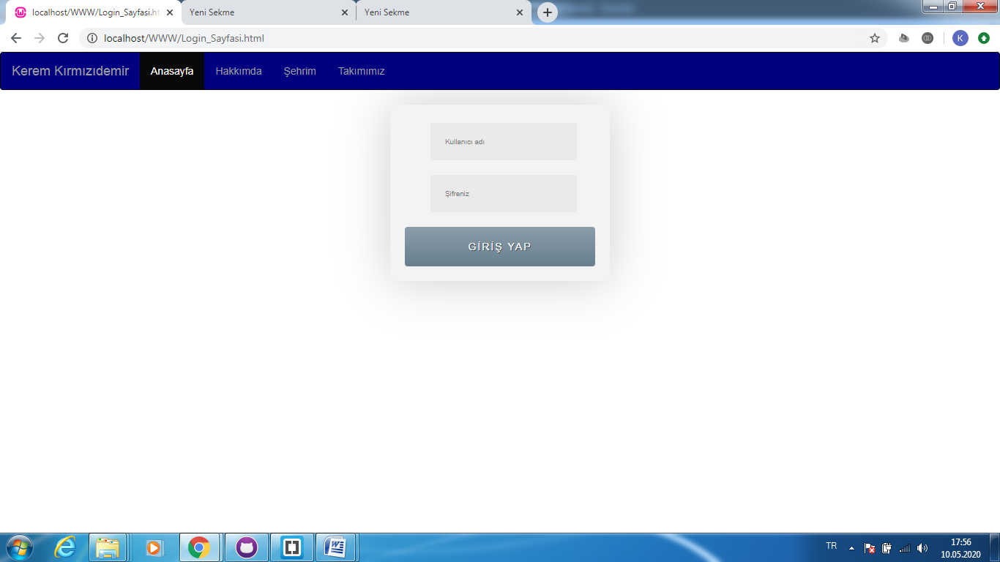 localhost/WWW/Login_Sayfasi.ht
Yeni Sekme
Yeni Sekme
localhost/WWW/Login_Sayfasi.html
K
Kerem Kırmızıdemir
Anasayfa
Hakkımda
Şehrim
Takımımız
Kullanıcı adı
Şifreniz
GİRİŞ YAP
TR
17:56
10.05.2020